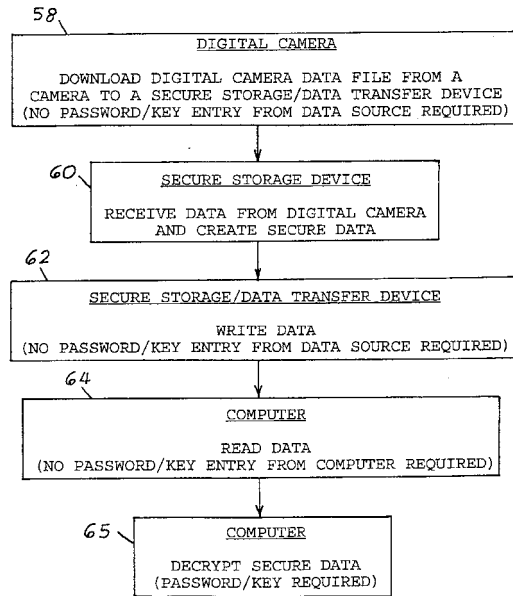 58
DIGITAL CAMERA
DOWNLOAD DIGITAL CAMERA DATA FILE FROM A
CAMERA TO A SECURE STORAGE/DATA TRANSFER DEVICE
(NO PASSWORD/KEY ENTRY FROM DATA SOURCE REQUIRED)
60
SECURE STORAGE DEVICE
RECEIVE DATA FROM DIGITAL CAMERA
AND CREATE SECURE DATA
62
SECURE STORAGE/DATA TRANSFER DEVICE
WRITE DATA
(NO PASSWORD/KEY ENTRY FROM DATA SOURCE REQUIRED)
64
COMPUTER
READ DATA
(NO PASSWORD/KEY ENTRY FROM COMPUTER REQUIRED)
65
COMPUTER
DECRYPT SECURE DATA
(PASSWORD/KEY REQUIRED)